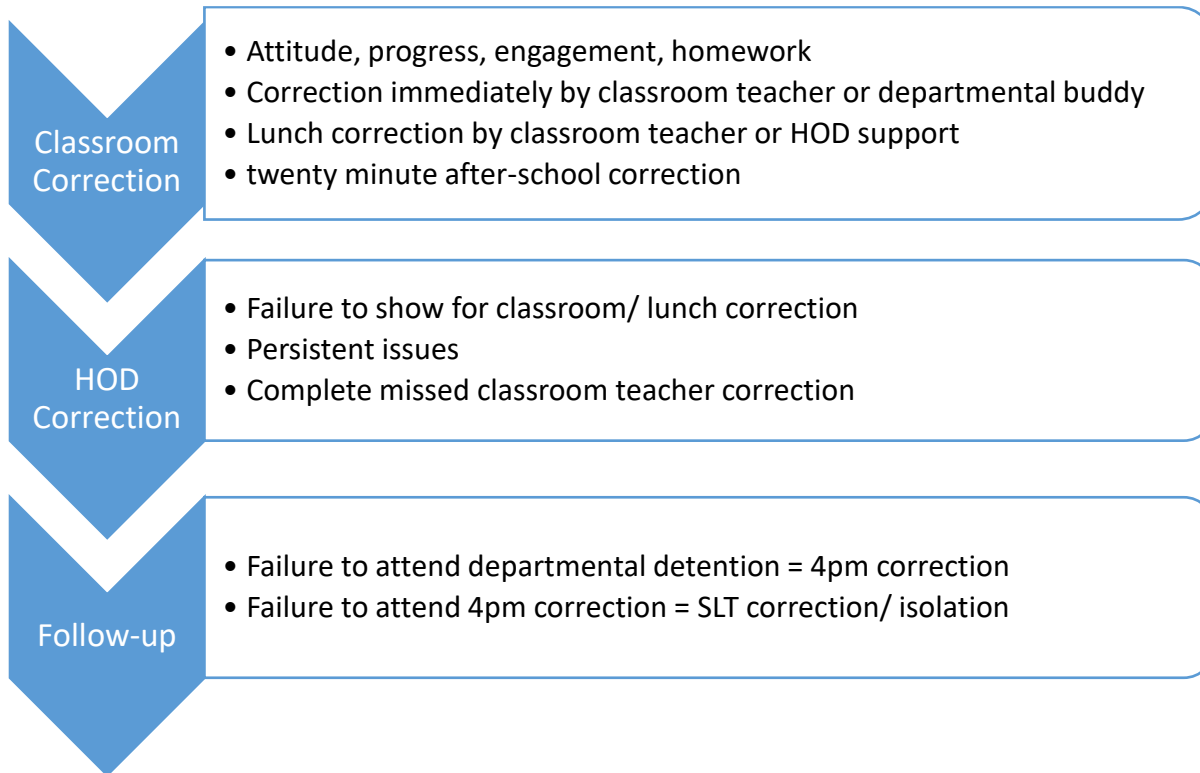 Classroom
Correction
• Attitude, progress, engagement, homework
• Correction immediately by classroom teacher or departmental buddy
• Lunch correction by classroom teacher or HOD support
• twenty minute after-school correction
HOD
Correction
• Failure to show for classroom/ lunch correction
• Persistent issues
• Complete missed classroom teacher correction
Follow-up
• Failure to attend departmental detention = 4pm correction
• Failure to attend 4pm correction = SLT correction/ isolation